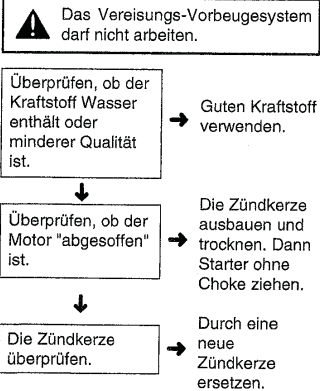 Das Vereisungs-Vorbeugesystem
darf nicht arbeiten.
Überprüfen, ob der
Kraftstoff Wasser
enthält oder
minderer Qualität
ist.
Guten Kraftstoff
verwenden.
Überprüfen, ob der
Motor "abgesoffen"
ist.
Die Zündkerze
ausbauen und
trocknen. Dann
Starter ohne
Choke ziehen.
Die Zündkerze
überprüfen.
Durch eine
neue
Zündkerze
ersetzen.